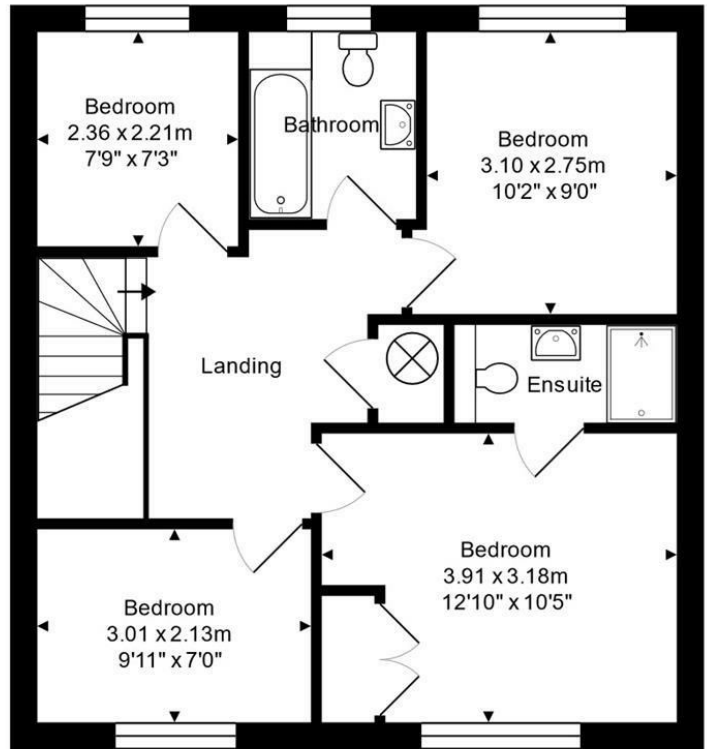 Bedroom
2.36 x 2.21m
7'9" x 7'3"
Bathroom
Bedroom
3.10 x 2.75m
10'2" x 9'0"
Landing
Ensuite
Bedroom
3.91 x 3.18m
12'10" x 10'5"
Bedroom
3.01 x 2.13m
9'11" x 7'0"